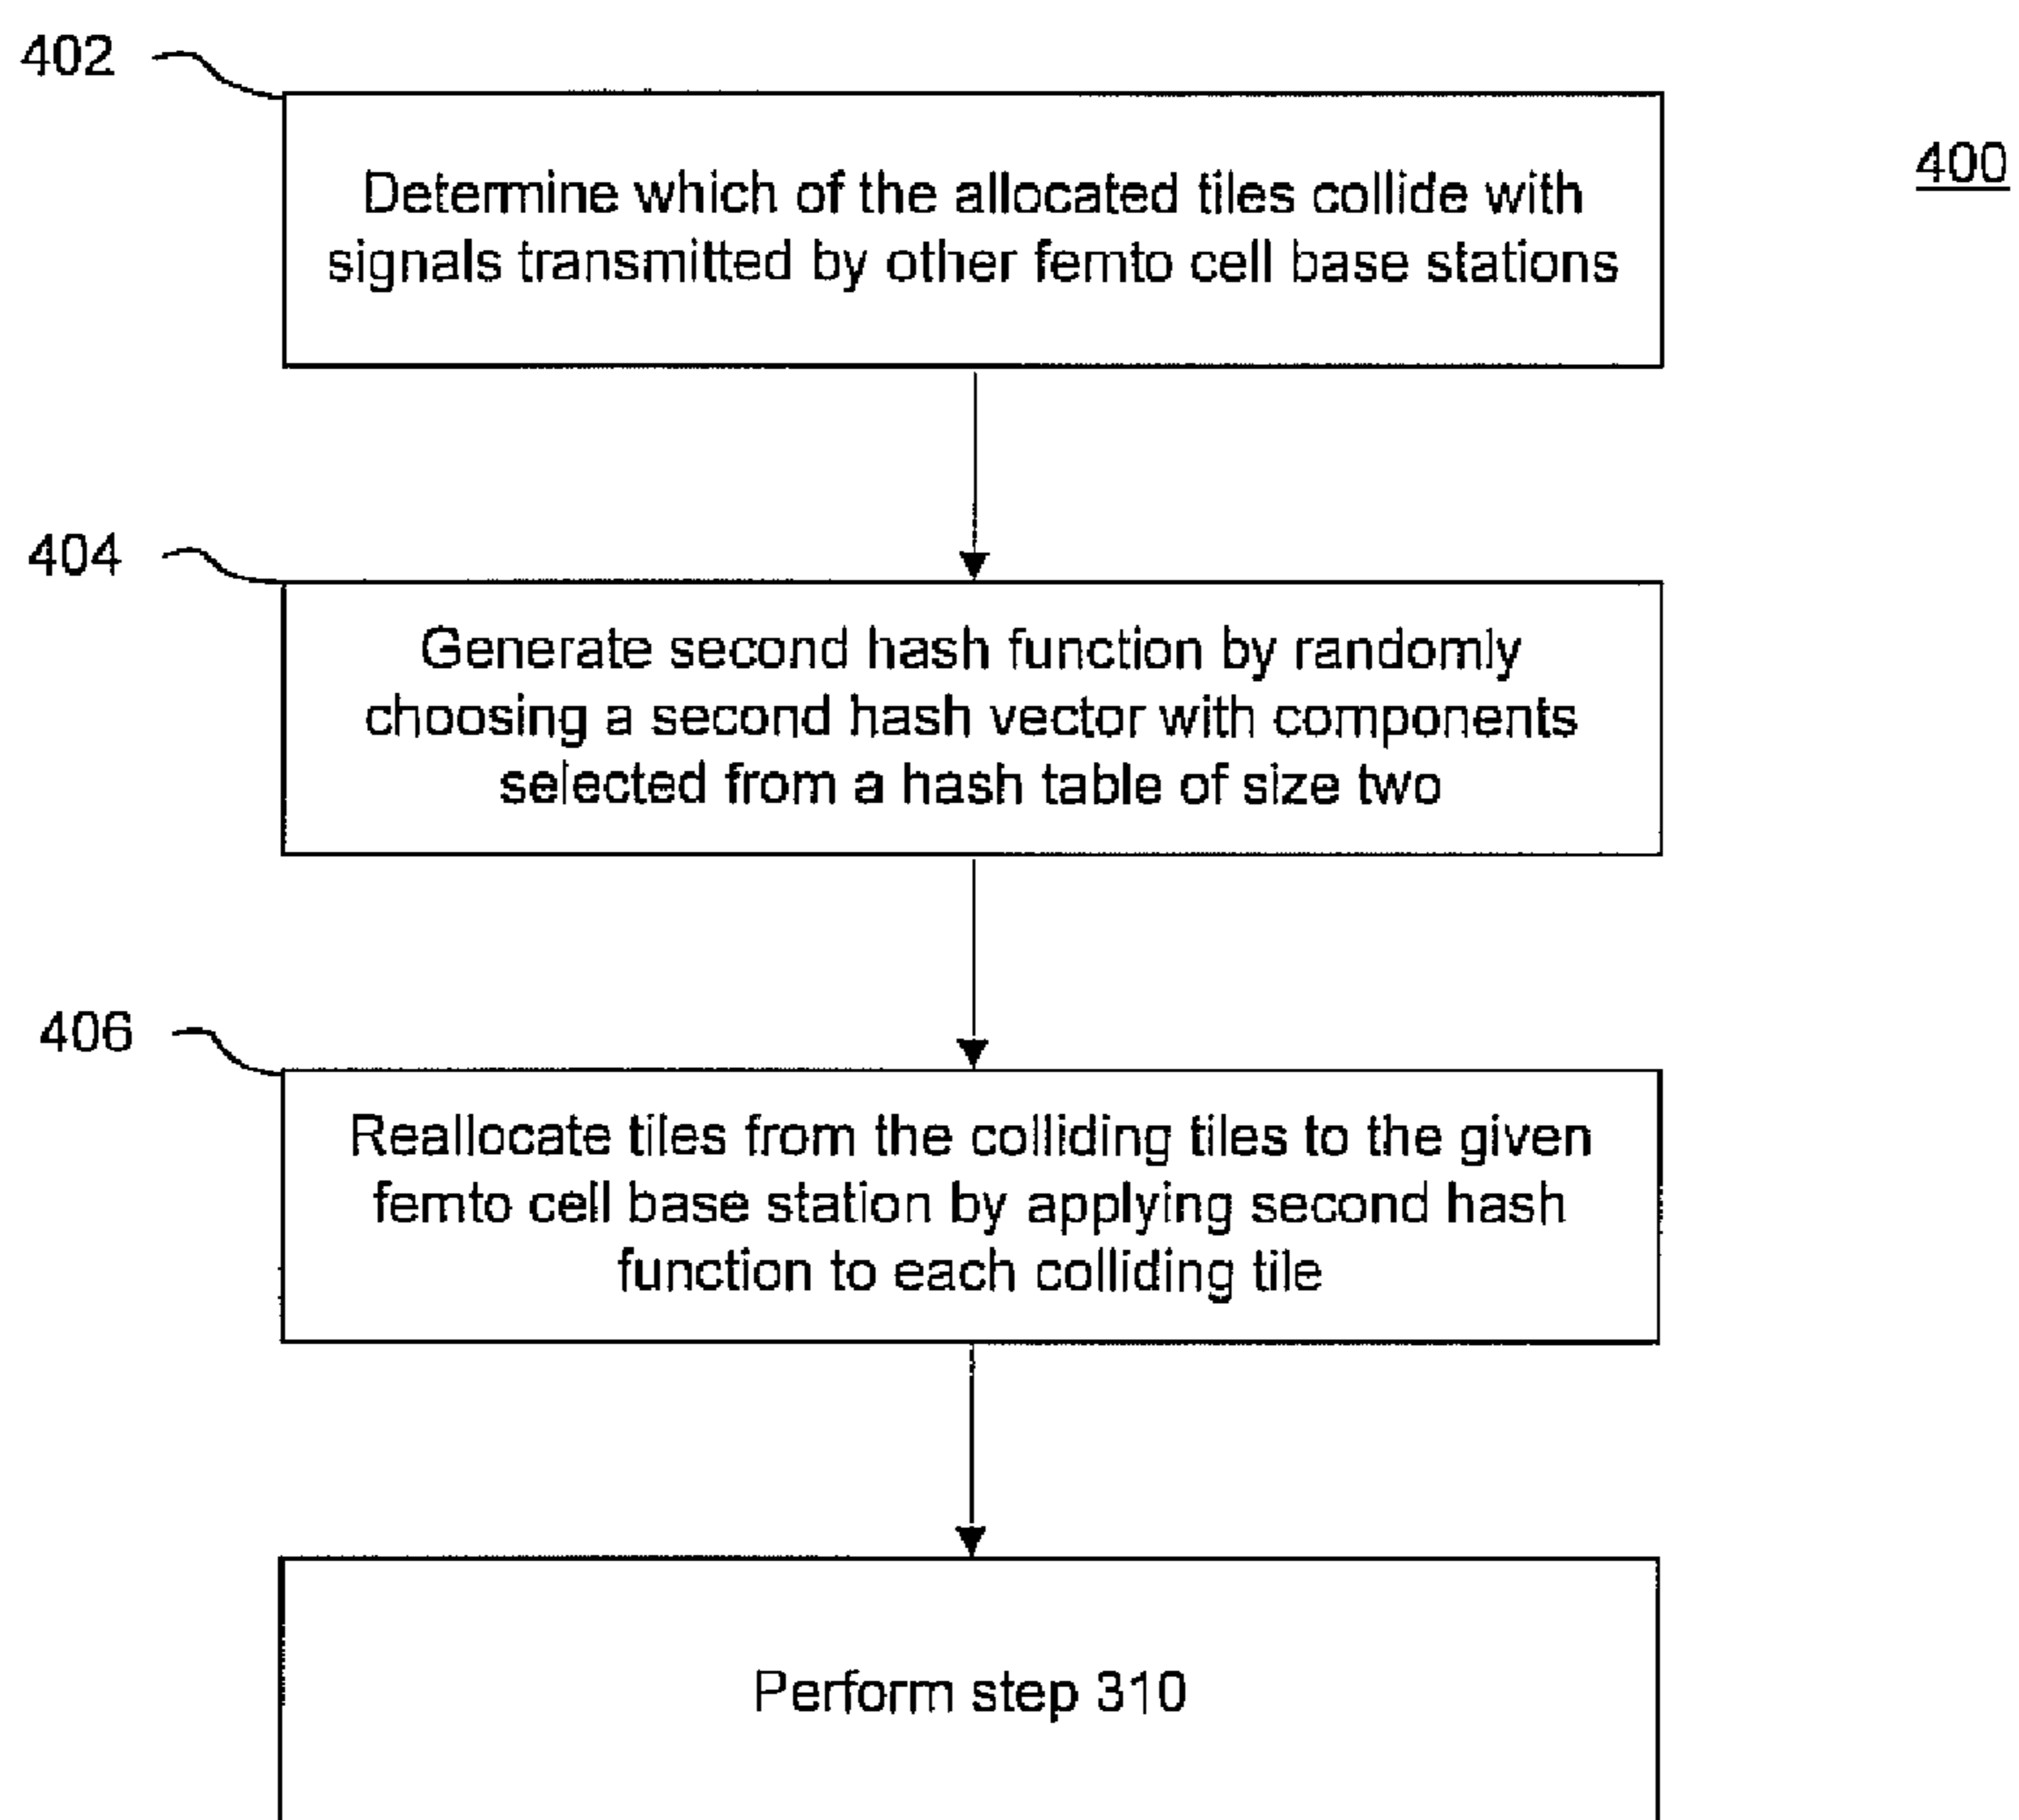 402
400
Determine which of the allocated tiles collide with
signals transmitted by other femto cell base stations
404
Generate second hash function by randomly
choosing a second hash vector with components
selected from a hash table of size two
406
Reallocate tiles from the colliding tiles to the given
femto cell base station by applying second hash
function to each colliding tile
Perform step 310